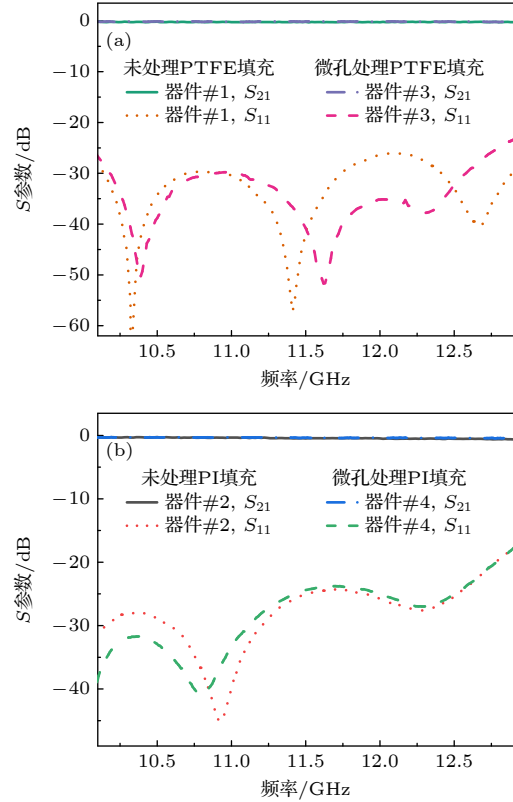 0
(a)
未处理PTFE填充 微孔处理PTFE填充
器件#1, S21 器件#3, S21
器件#1, S11 器件#3, S11
−10
−20
−30
−40
−50
−60
S参数/dB
10.5 11.0 11.5 12.0 12.5
频率/GHz
0
(b)
未处理PI填充 微孔处理PI填充
器件#2, S21 器件#4, S21
器件#2, S11 器件#4, S11
−10
−20
−30
−40
S参数/dB
10.5 11.0 11.5 12.0 12.5
频率/GHz